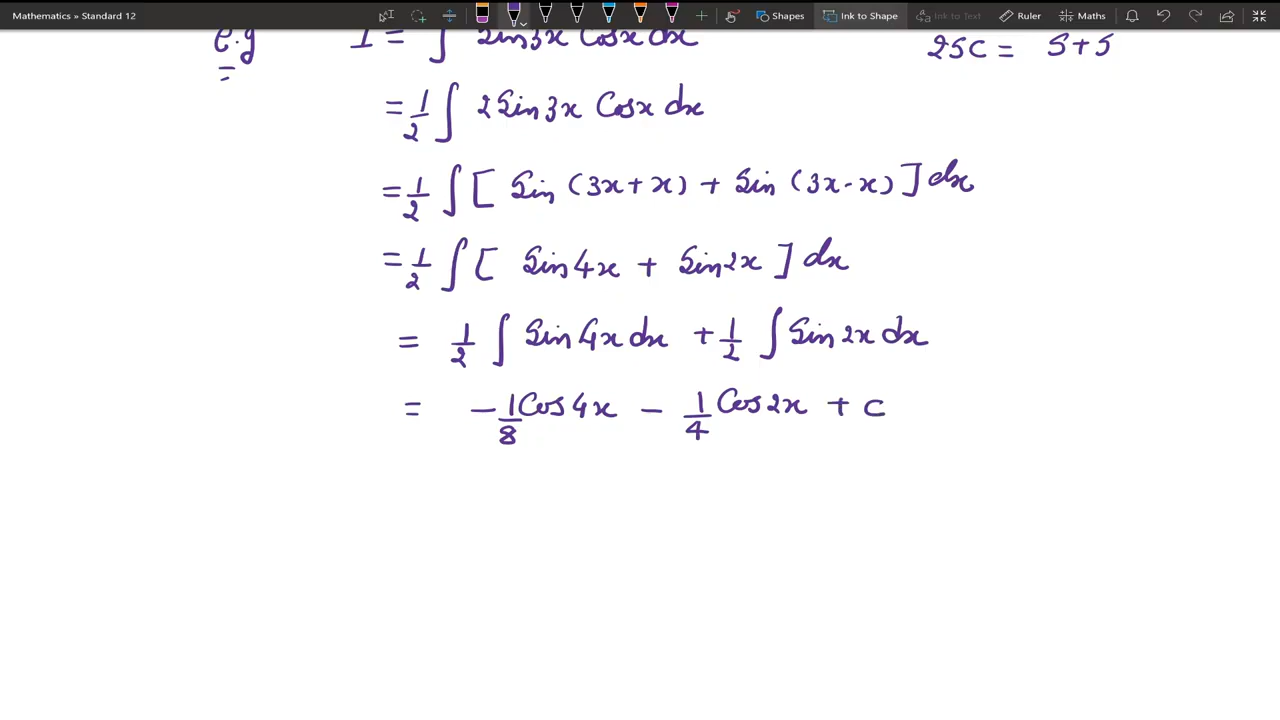 Mathematics » Standard 12
Shapes
Ink to Shape
Ink to Text
Ruler
Maths
e.g I = ∫ Sin3x Cosx dx
2SC = S+S
= 1/2 ∫ 2Sin3x Cosx dx
= 1/2 ∫ [ Sin (3x+x) + Sin (3x-x) ] dx
= 1/2 ∫ [ Sin4x + Sin2x ] dx
= 1/2 ∫ Sin4x dx + 1/2 ∫ Sin2x dx
= - 1/8 Cos4x - 1/4 Cos2x + c